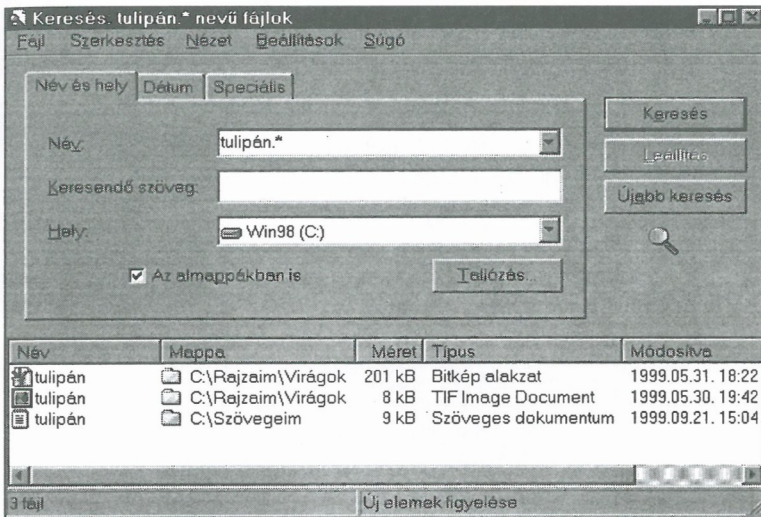 Keresés. tulipán.* nevű fájlok
Fájl Szerkesztés Nézet Beállítások Súgó
Név és hely Dátum Speciális
Név: tulipán.* Keresés
Leállítás
Keresendő szöveg: Újabb keresés
Hely: Win98 (C:)
Az almappákban is Tallózás...
Név Mappa Méret Típus Módosítva
tulipán C:\Rajzaim\Virágok 201 kB Bitkép alakzat 1999.05.31. 18:22
tulipán C:\Rajzaim\Virágok 8 kB TIF Image Document 1999.05.30. 19:42
tulipán C:\Szövegeim 9 kB Szöveges dokumentum 1999.09.21. 15:04
3 fájl Új elemek figyelése